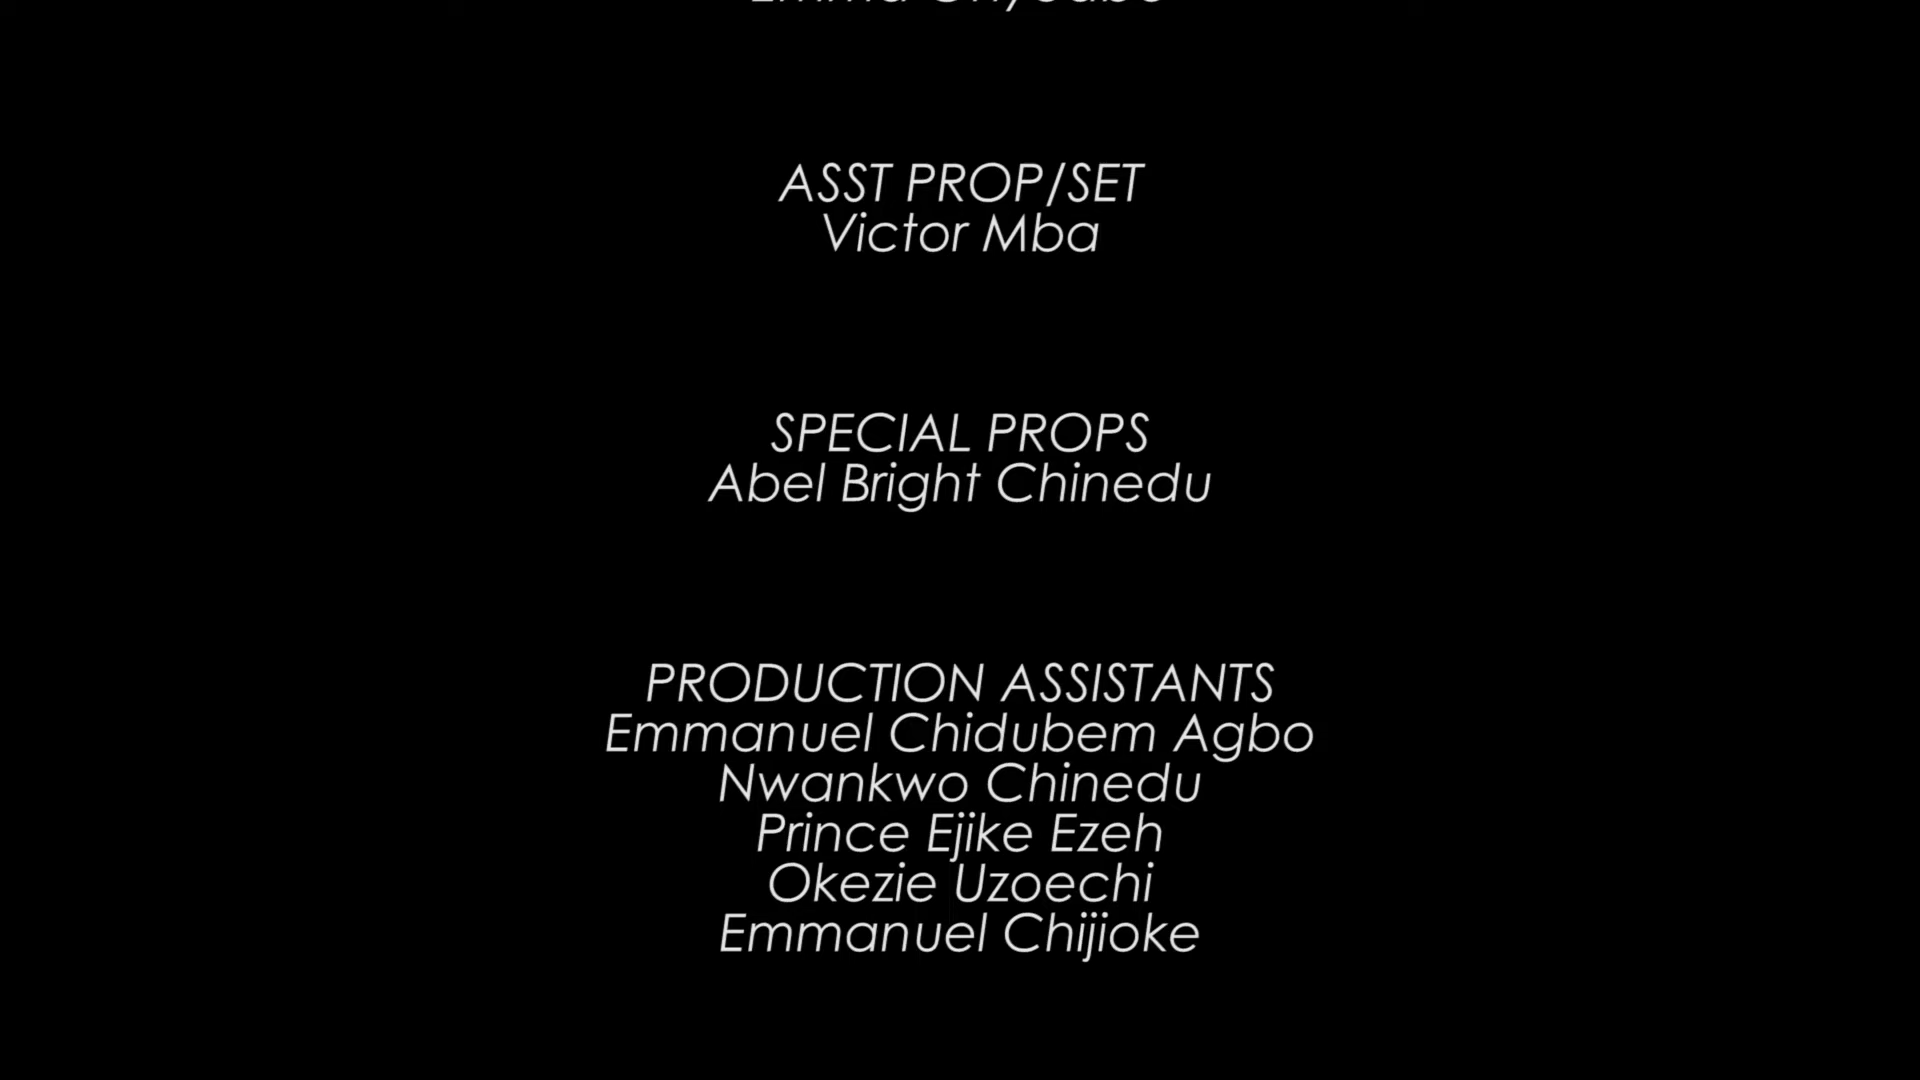 ASST PROP/SET
Victor Mba
SPECIAL PROPS
Abel Bright Chinedu
PRODUCTION ASSISTANTS
Emmanuel Chidubem Agbo
Nwankwo Chinedu
Prince Ejike Ezeh
Okezie Uzoechi
Emmanuel Chijioke